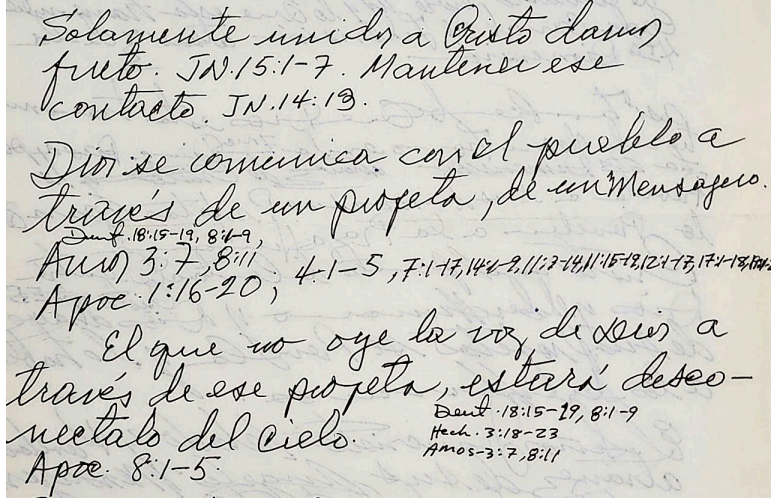 Solamente unidos a Cristo damos
fruto. JN.15:1-7. Mantener ese
contacto. JN.14:13.
Dios se comunica con el pueblo a
través de un profeta, de un Mensagero.
Deut. 18:15-19, 8:1-9,
Amos 3:7, 8:11
Apoc. 1:16-20; 4:1-5, 7:1-17, 14:1-9, 11:3-14, 11:15-19, 12:1-17, 17:1-18,
El que no oye la voz de Dios a
través de ese profeta, estará desco-
nectalo del cielo.
Deut. 18:15-19, 8:1-9
Hech. 3:18-23
Amos-3:7, 8:11
Apoc. 8:1-5